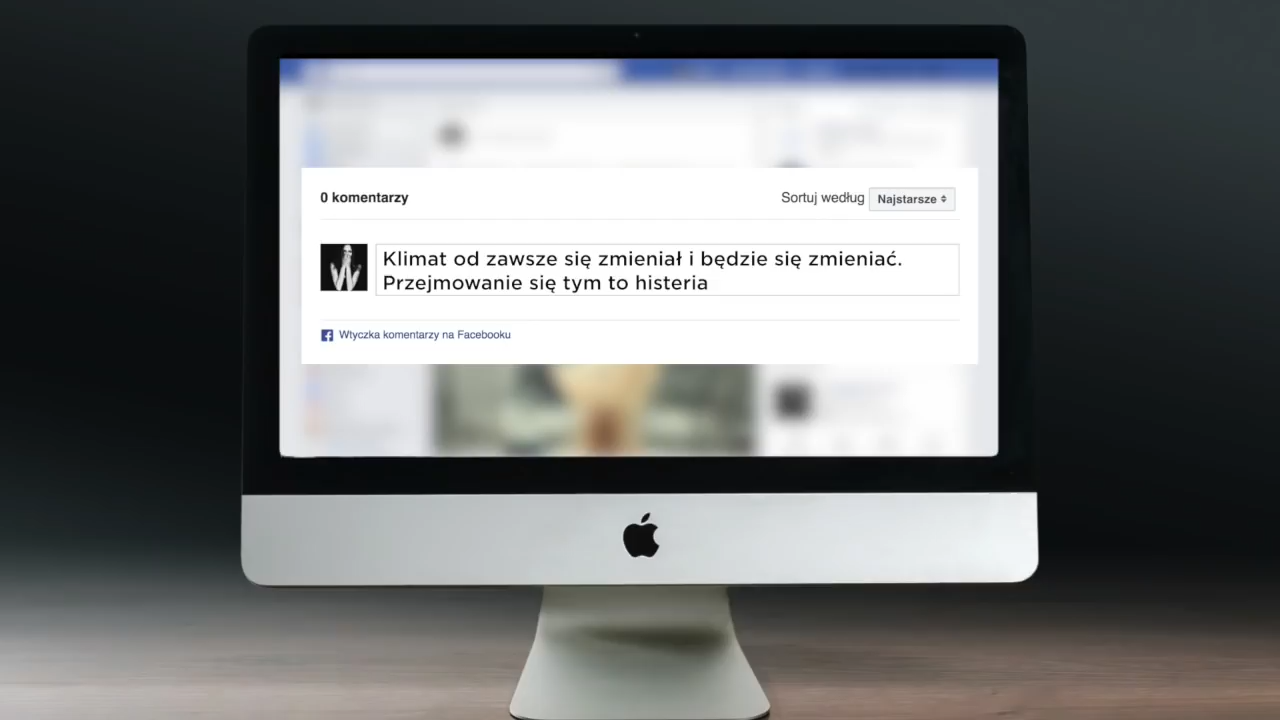 0 komentarzy
Sortuj według Najstarsze
Klimat od zawsze się zmieniał i będzie się zmieniać.
Przejmowanie się tym to histeria
Wtyczka komentarzy na Facebooku